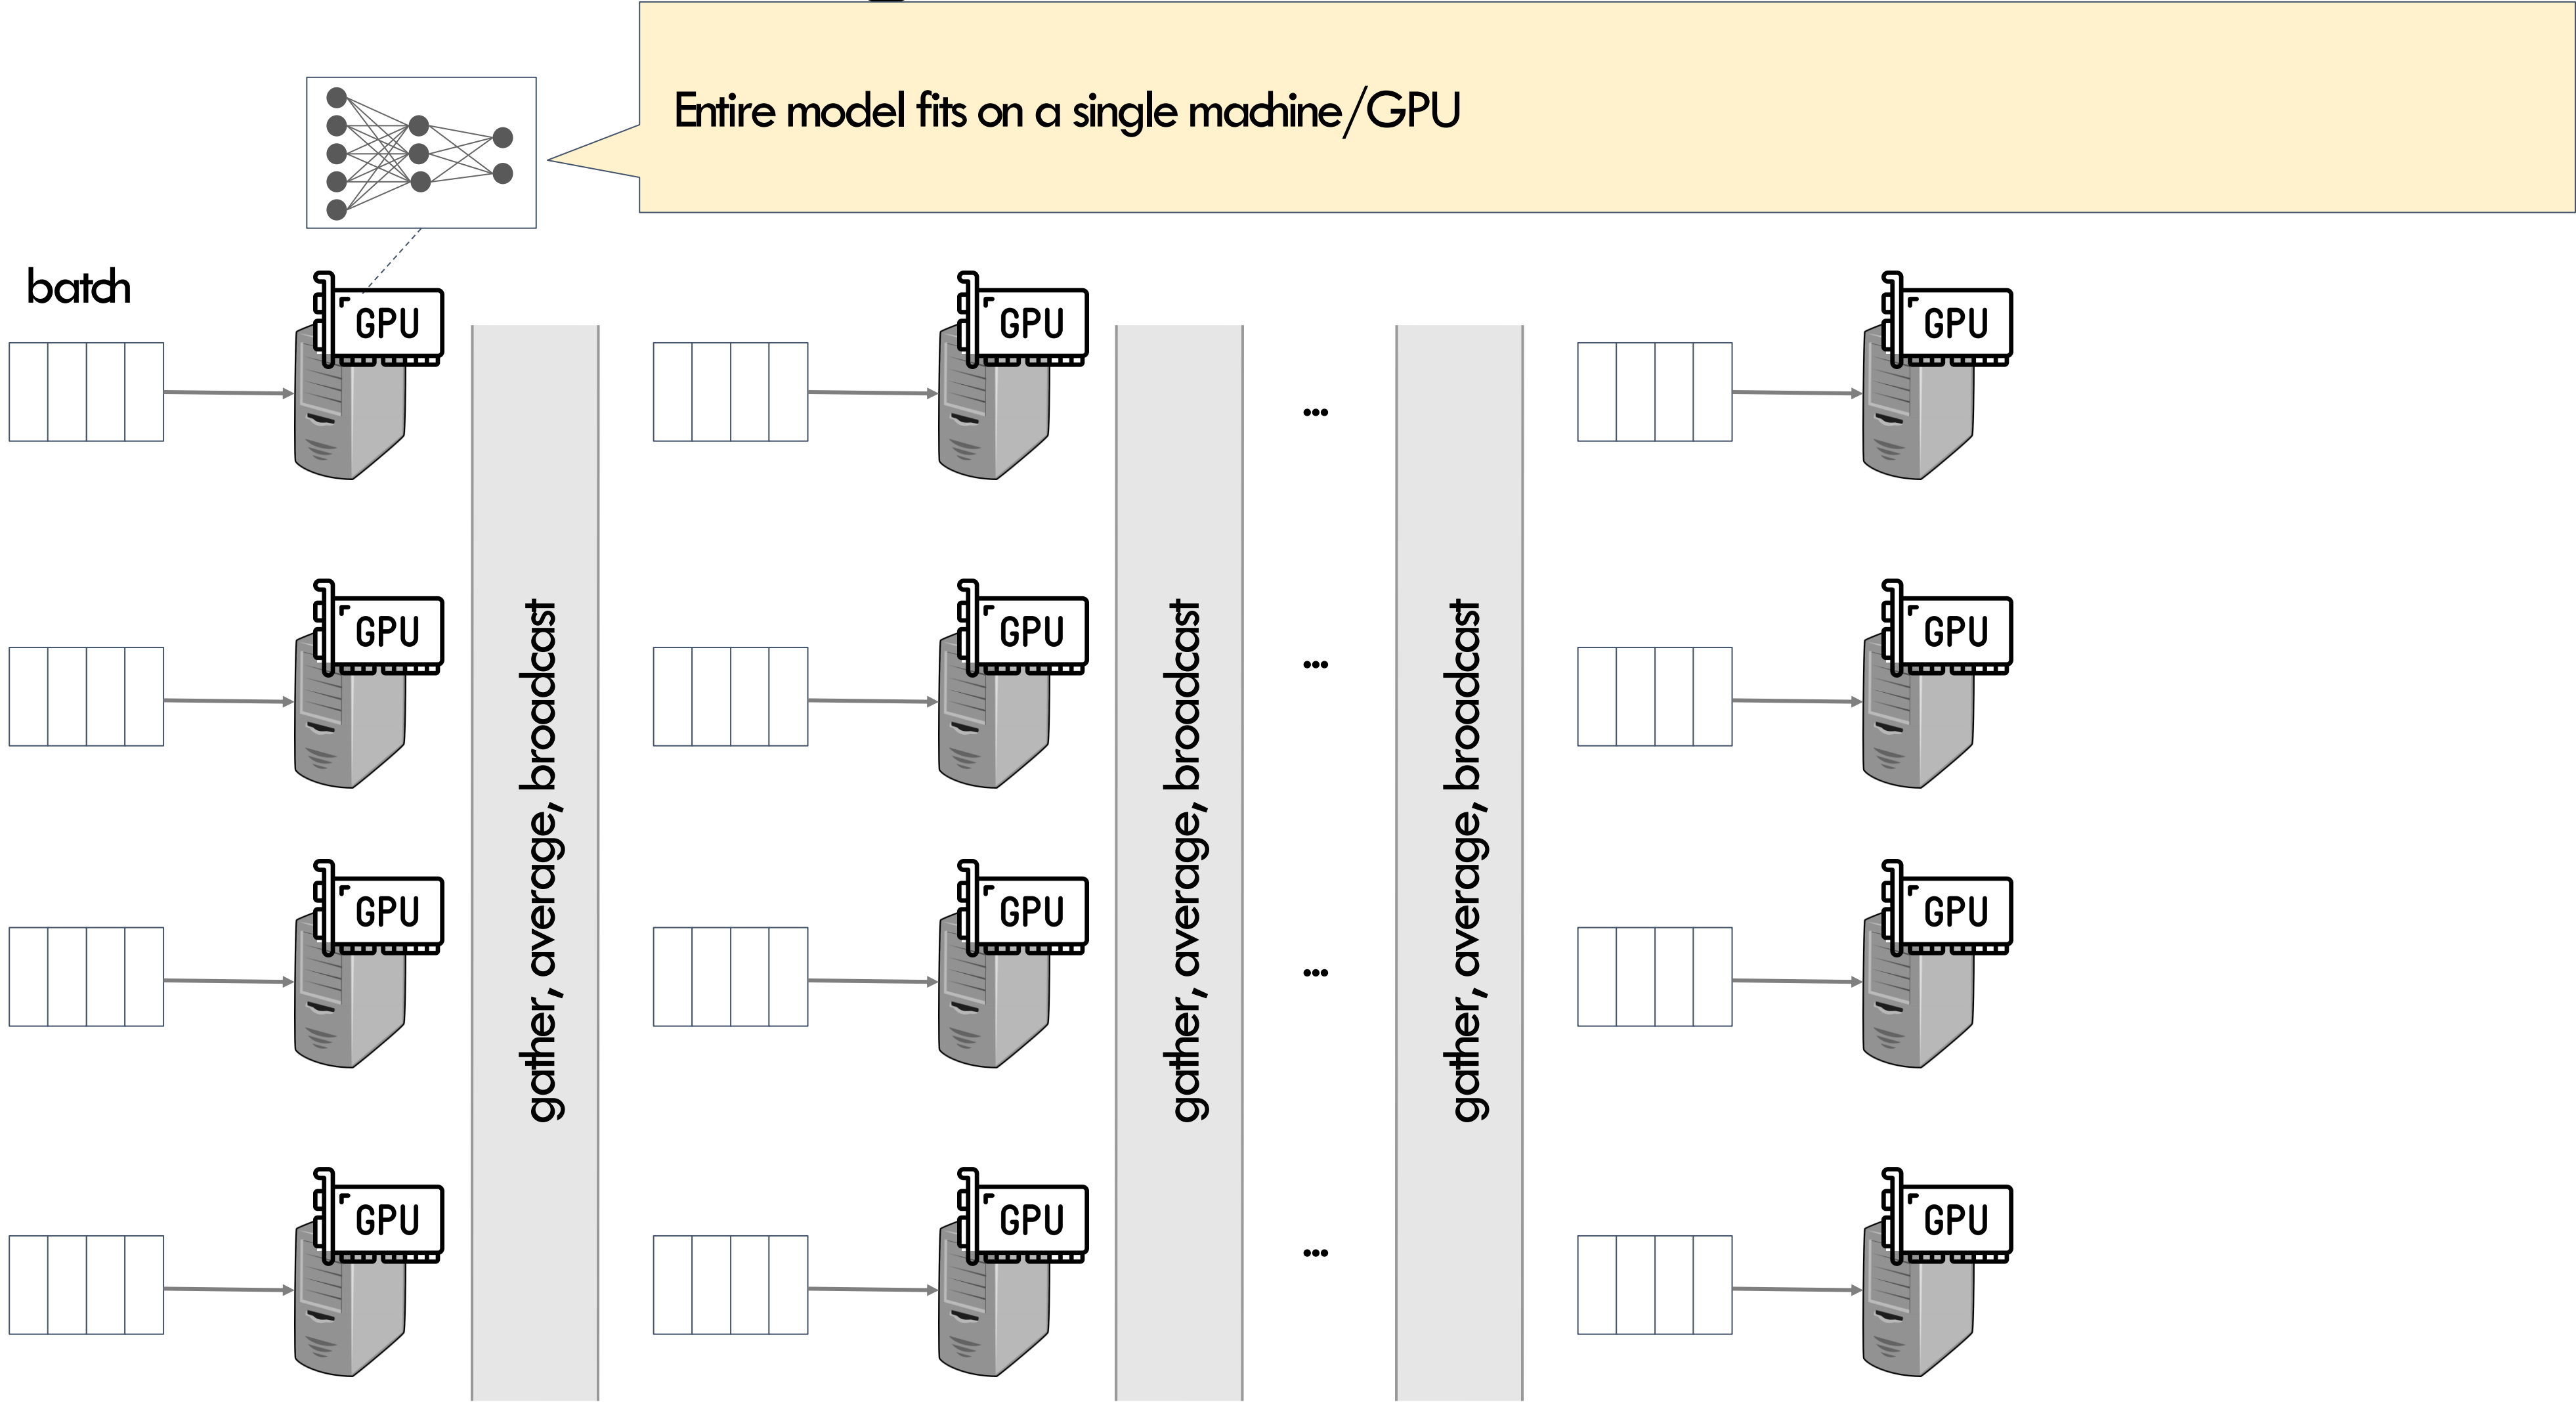 Entire model fits on a single machine/GPU
batch
GPU
GPU
GPU
...
...
...
...
GPU
GPU
GPU
GPU
GPU
GPU
GPU
GPU
GPU
gather, average, broadcast
gather, average, broadcast
gather, average, broadcast